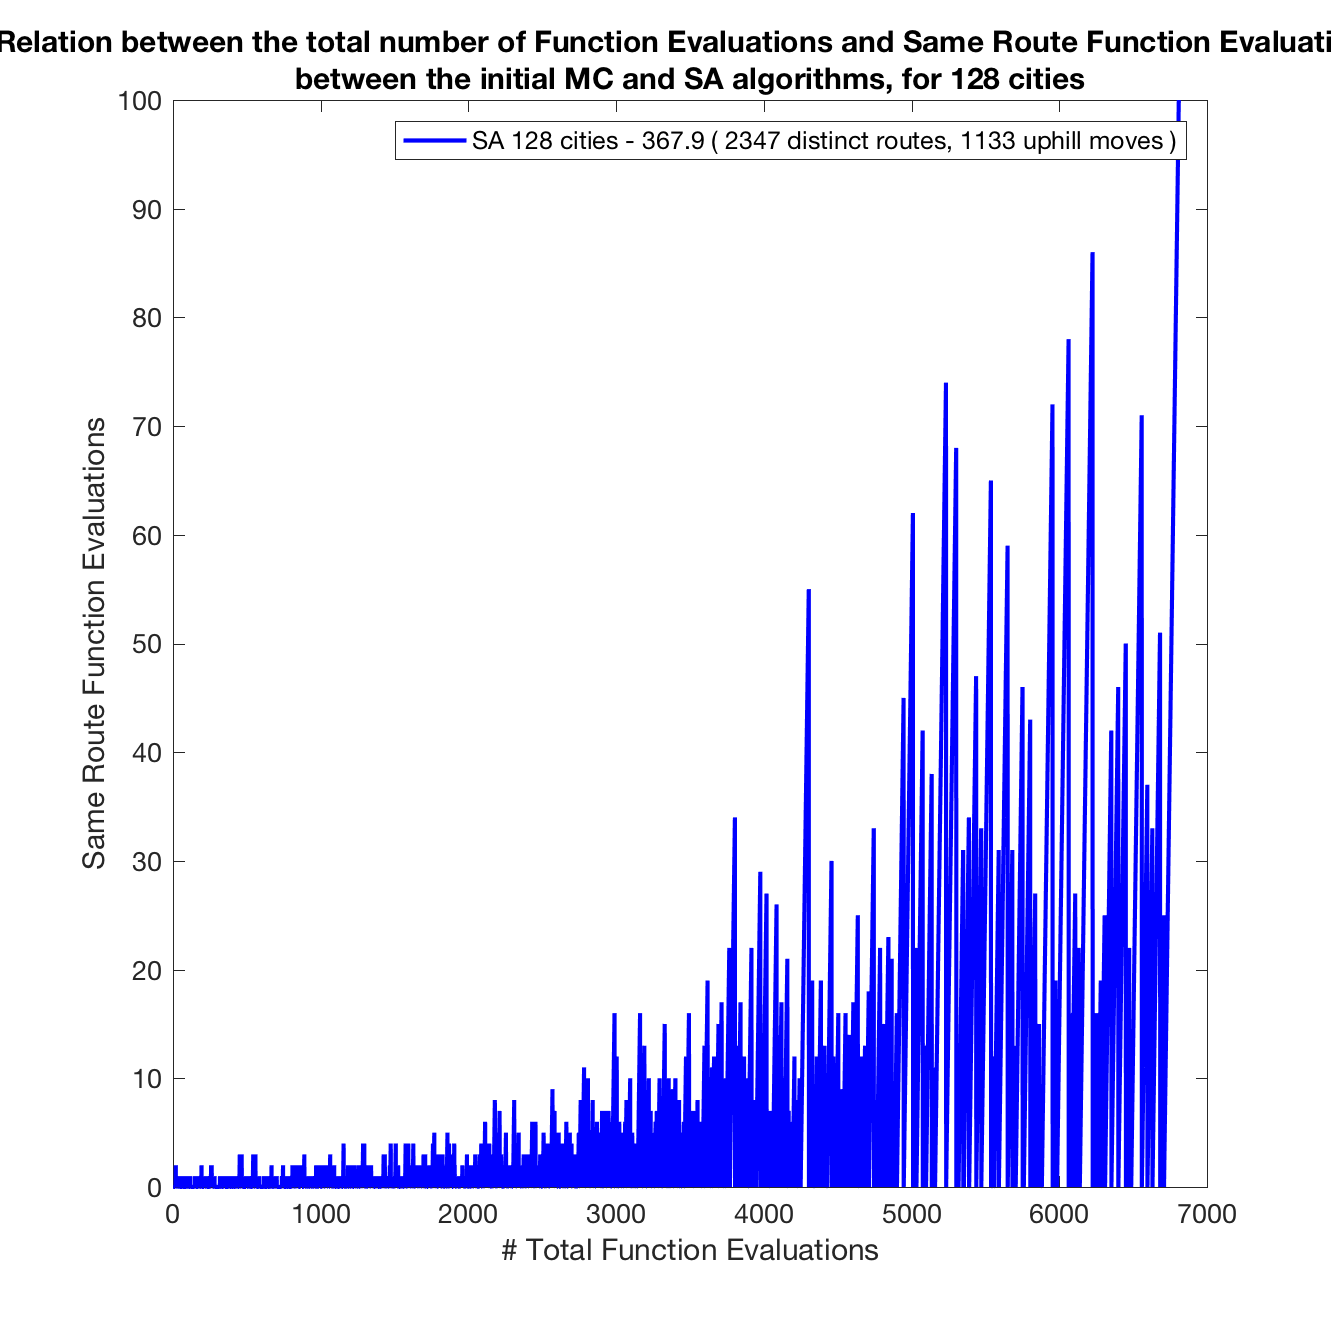 Relation between the total number of Function Evaluations and Same Route Function Evaluati
between the initial MC and SA algorithms, for 128 cities
SA 128 cities - 367.9 ( 2347 distinct routes, 1133 uphill moves )
100
90
80
70
60
50
40
30
20
10
0
Same Route Function Evaluations
0 1000 2000 3000 4000 5000 6000 7000
# Total Function Evaluations